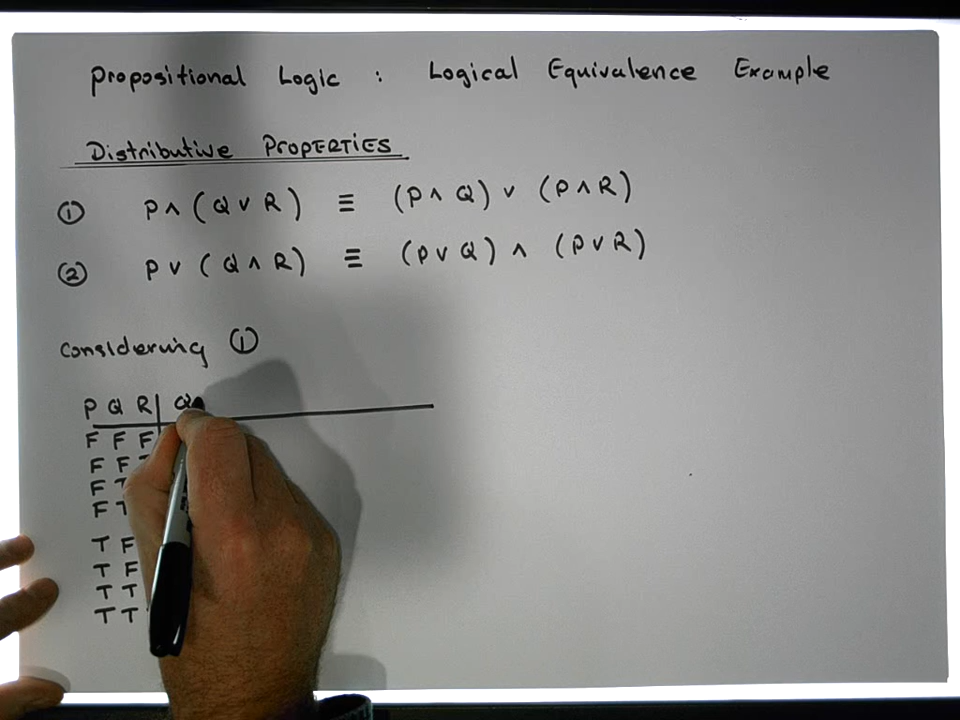 Propositional Logic : Logical Equivalence Example
Distributive Properties
① P ∧ ( Q ∨ R ) ≡ ( P ∧ Q ) ∨ ( P ∧ R )
② P ∨ ( Q ∧ R ) ≡ ( P ∨ Q ) ∧ ( P ∨ R )
Considering ①
P Q R | Q
F F F
F F
F T
F T
T F
T F
T T
T T